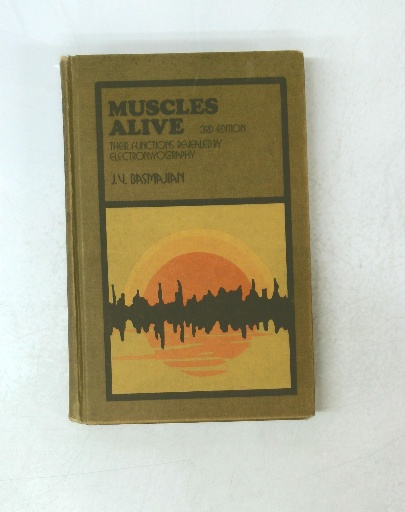 MUSCLES
ALIVE 3RD EDITION
THEIR FUNCTIONS REVEALED BY
ELECTROMYOGRAPHY
J.V. BASMAJIAN